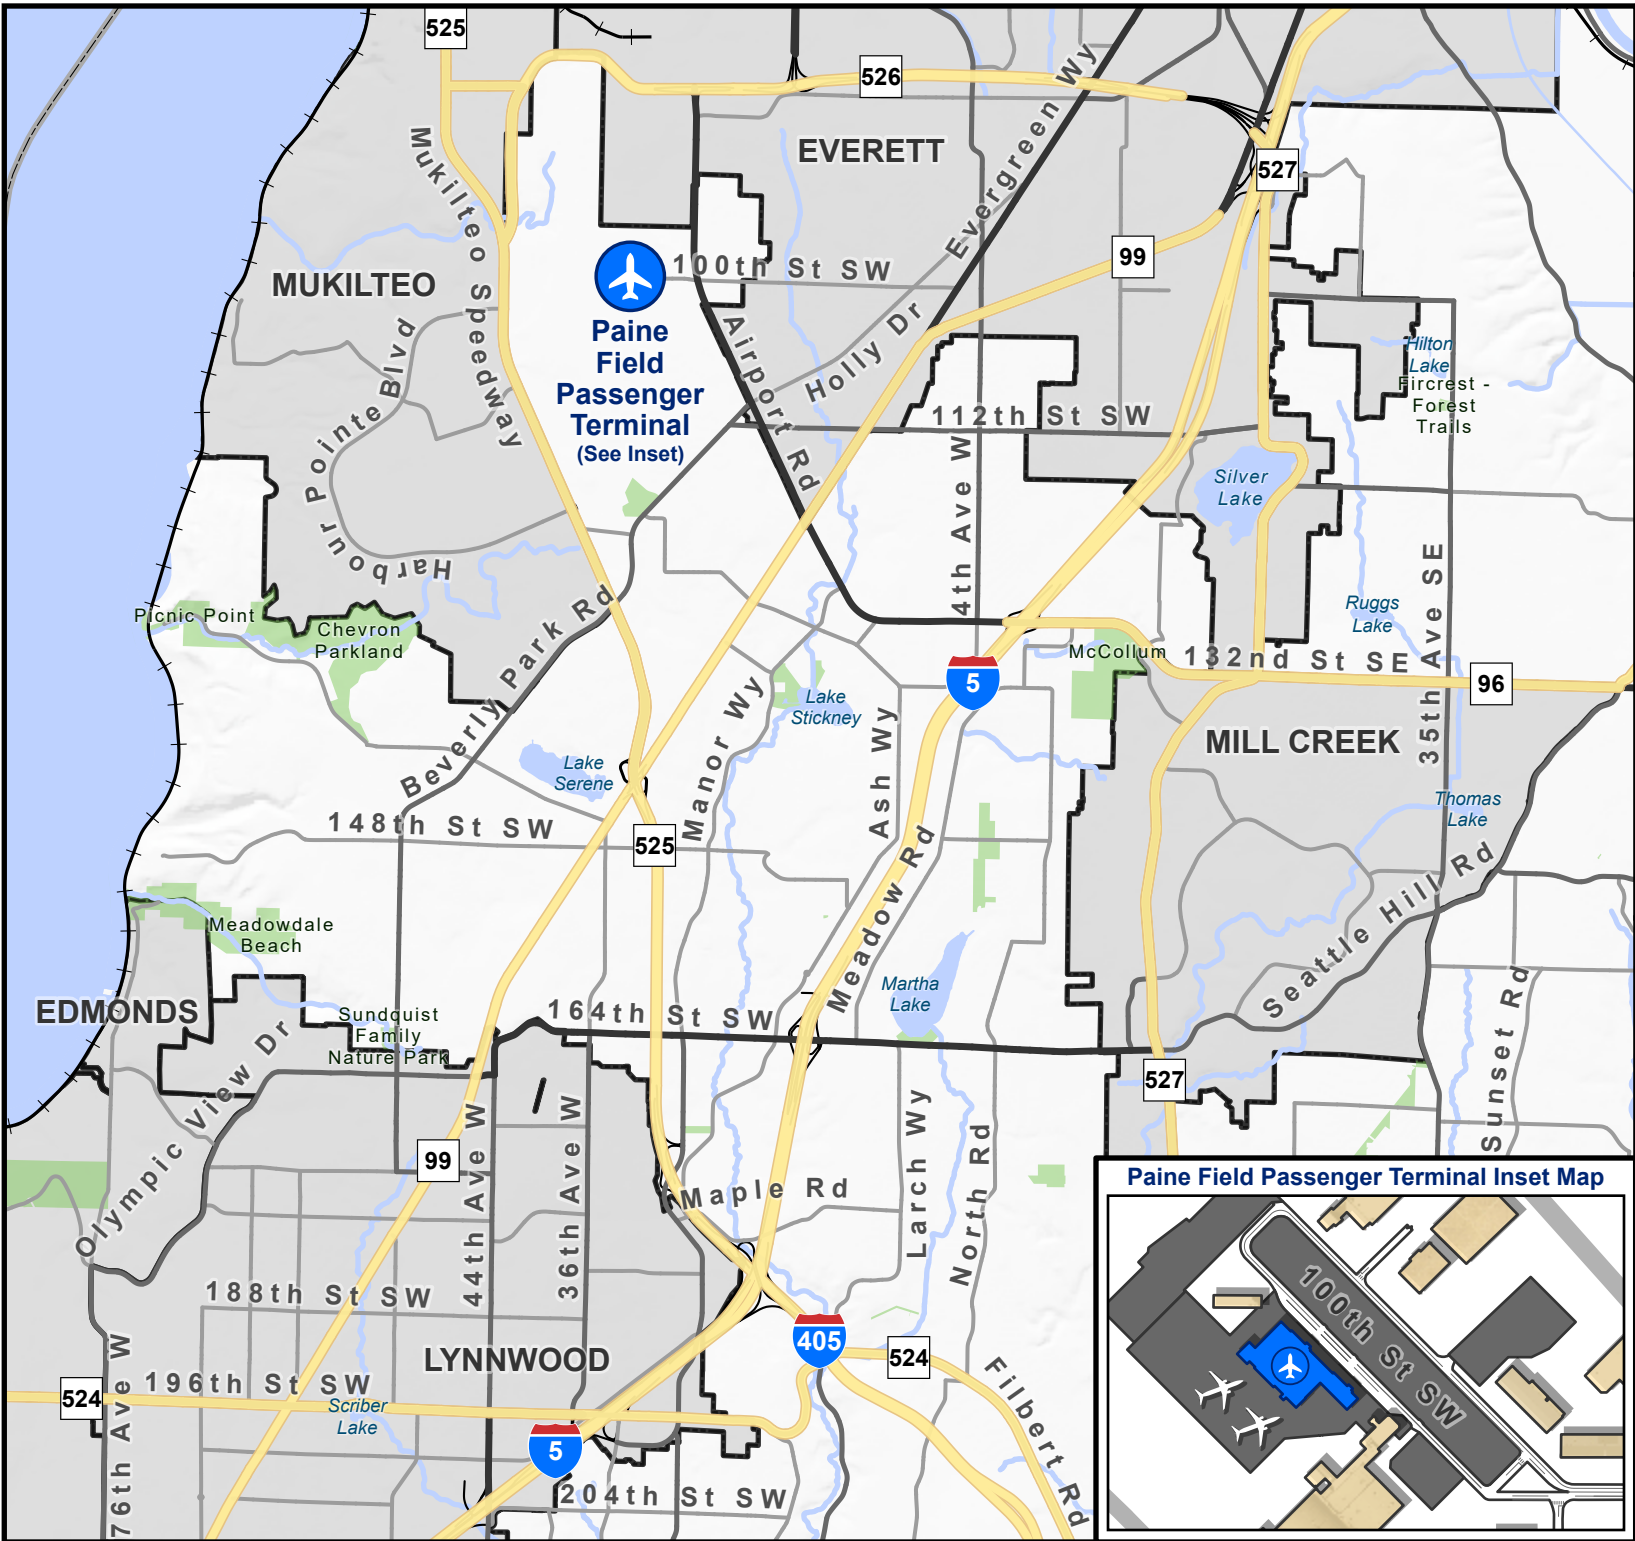 525
526
EVERETT
Evergreen Wy
527
Mukilteo Speedway
99
100th St SW
MUKILTEO
Paine
Field
Passenger
Terminal
(See Inset)
Airport Rd
Holly Dr
Hilton
Lake
Fircrest -
Forest
Trails
112th St SW
Harbour Pointe Blvd
4th Ave W
Silver
Lake
35th Ave SE
Picnic Point
Chevron
Parkland
Beverly Park Rd
Ruggs
Lake
McCollum
132nd St SE
5
96
Manor Wy
Lake
Stickney
Ash Wy
MILL CREEK
Lake
Serene
Thomas
Lake
148th St SW
525
Meadow Rd
Seattle Hill Rd
Meadowdale
Beach
Martha
Lake
EDMONDS
Sundquist
Family
Nature Park
164th St SW
Sunset Rd
Olympic View Dr
527
99
44th Ave W
36th Ave W
Maple Rd
Larch Wy
North Rd
188th St SW
LYNNWOOD
405
524
Filbert Rd
524
196th St SW
Scriber
Lake
76th Ave W
5
204th St SW
Paine Field Passenger Terminal Inset Map
100th St SW